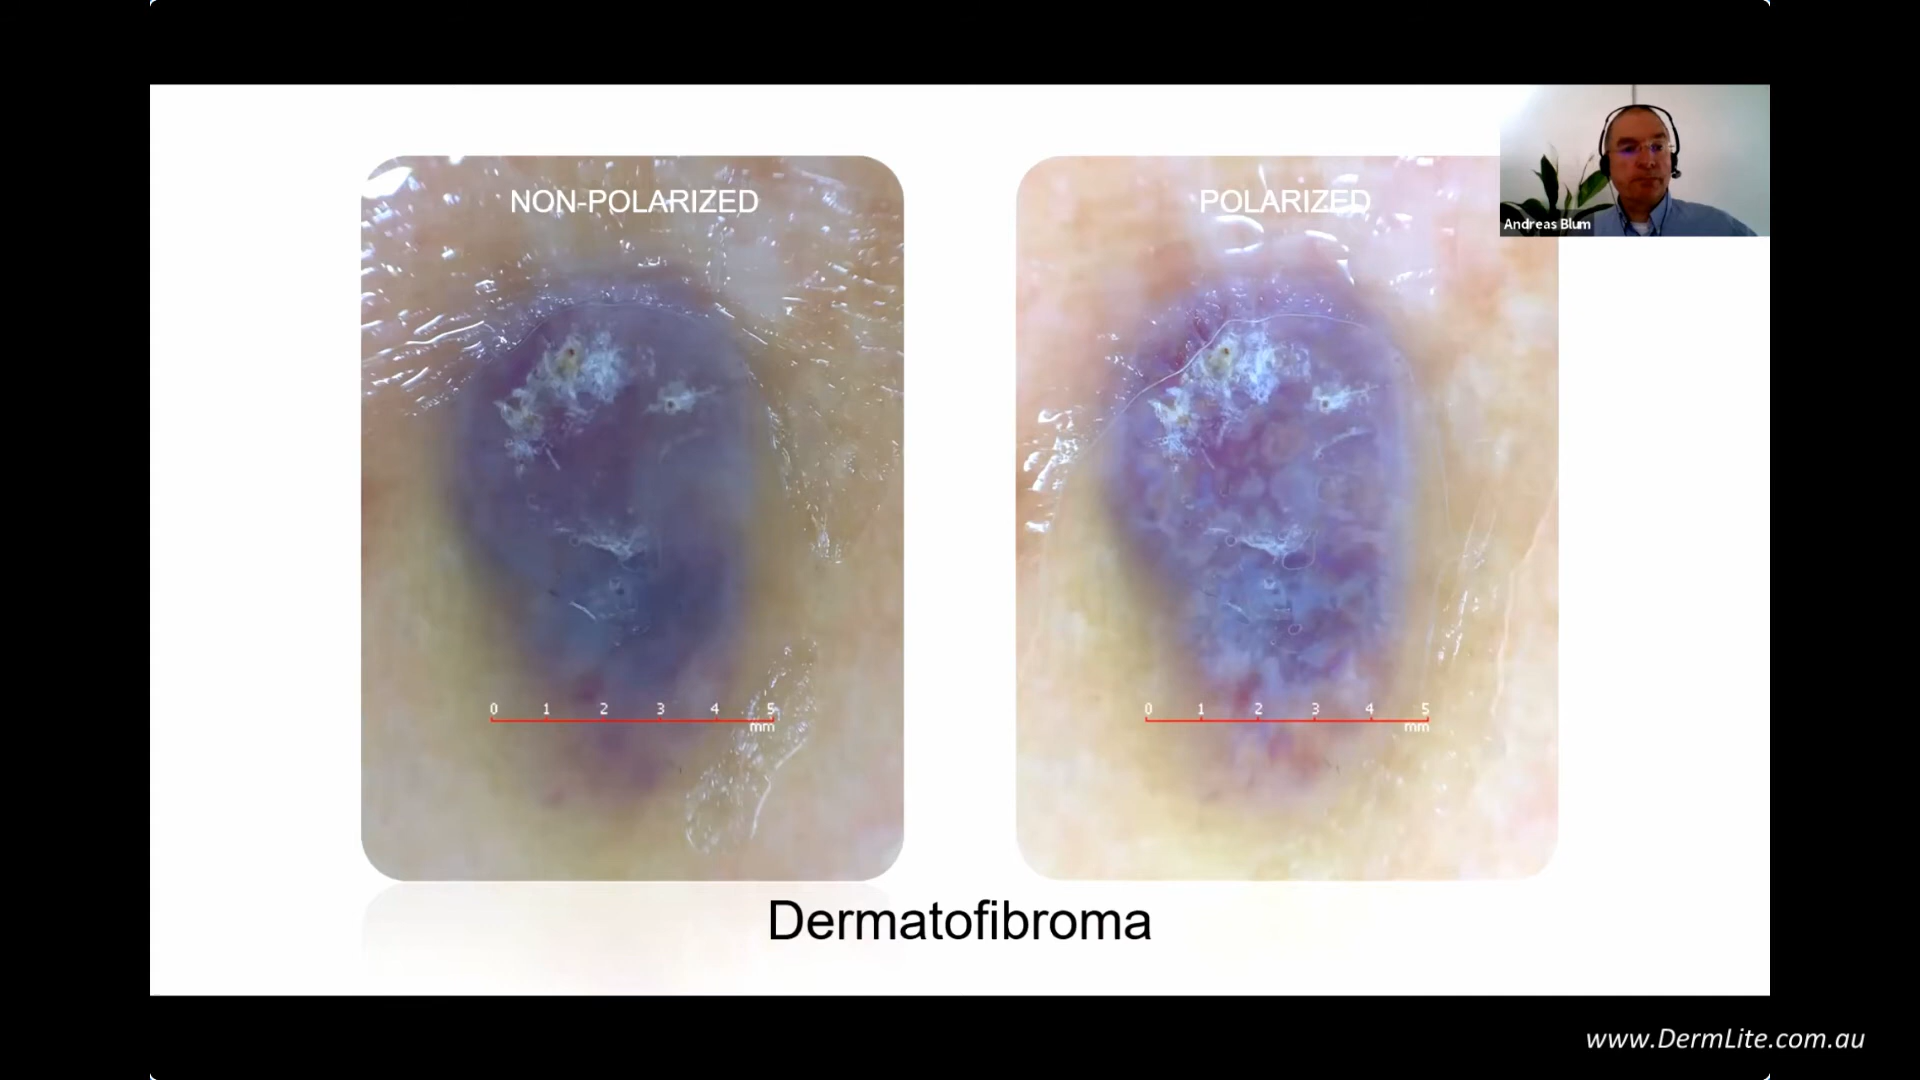 NON-POLARIZED
POLARIZED
Andreas Blum
0 1 2 3 4 5
mm
0 1 2 3 4 5
mm
Dermatofibroma
www.DermLite.com.au